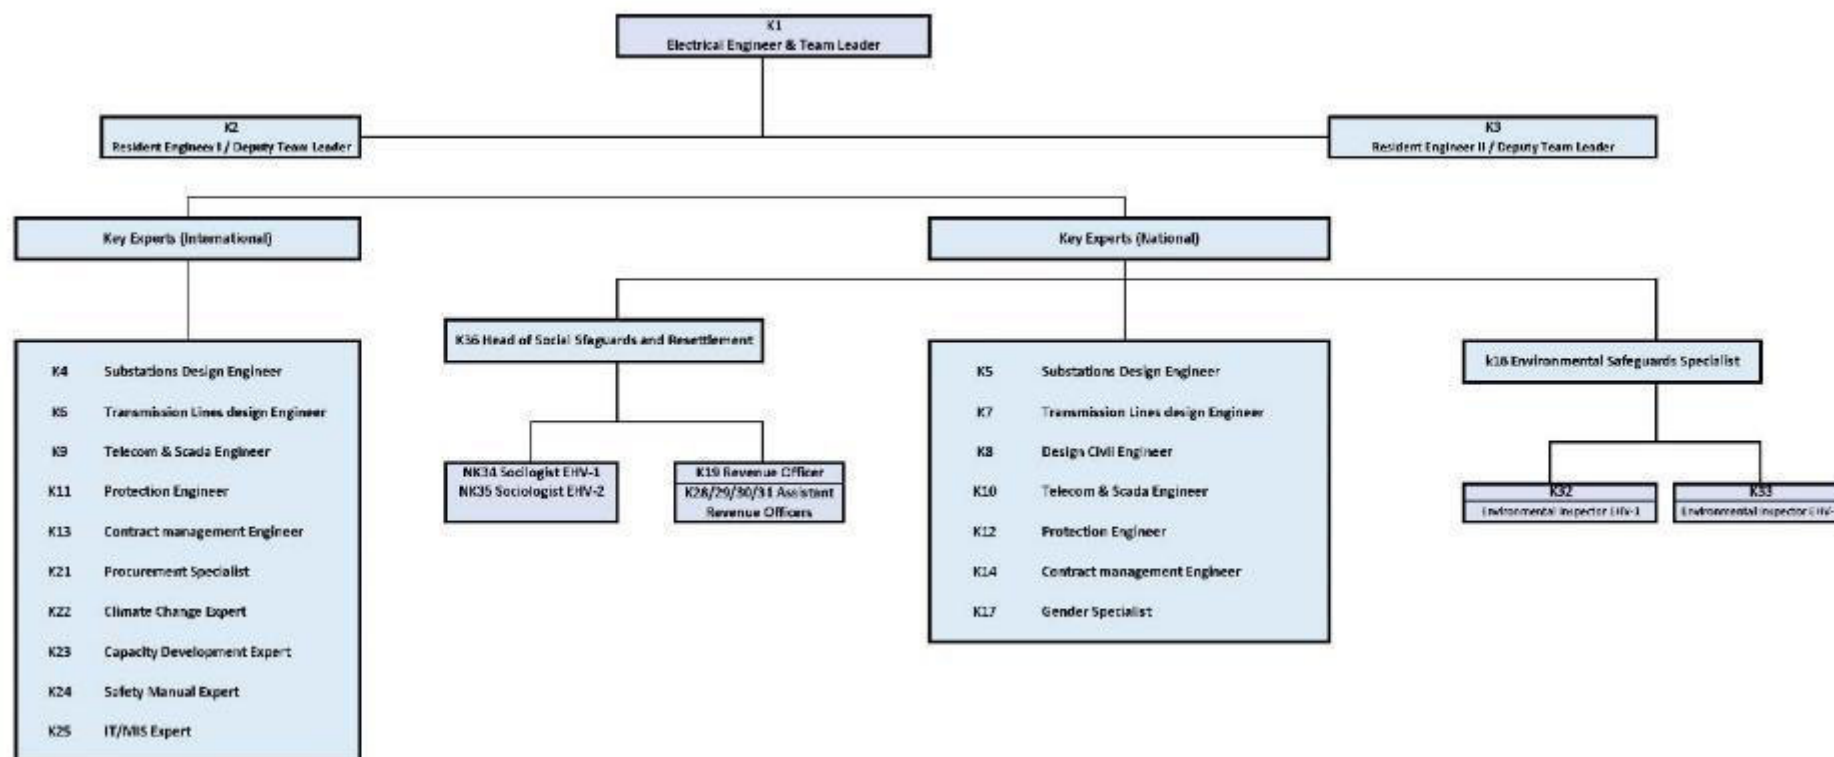 K1
Electrical Engineer & Team Leader
K2
Resident Engineer I / Deputy Team Leader
K3
Resident Engineer II / Deputy Team Leader
Key Experts (International)
Key Experts (National)
K36 Head of Social Sfaguards and Resettlement
k16 Environmental Safeguards Specialist
K4 Substations Design Engineer
K6 Transmission Lines design Engineer
K9 Telecom & Scada Engineer
K11 Protection Engineer
K13 Contract management Engineer
K21 Procurement Specialist
K22 Climate Change Expert
K23 Capacity Development Expert
K24 Safety Manual Expert
K25 IT/MIS Expert
NK34 Socilogist EHV-1
NK35 Sociologist EHV-2
K19 Revenue Officer
K28/29/30/31 Assistant
Revenue Officers
K5 Substations Design Engineer
K7 Transmission Lines design Engineer
K8 Design Civil Engineer
K10 Telecom & Scada Engineer
K12 Protection Engineer
K14 Contract management Engineer
K17 Gender Specialist
K32
Environmental Inspector EHV-1
K33
Environmental Inspector